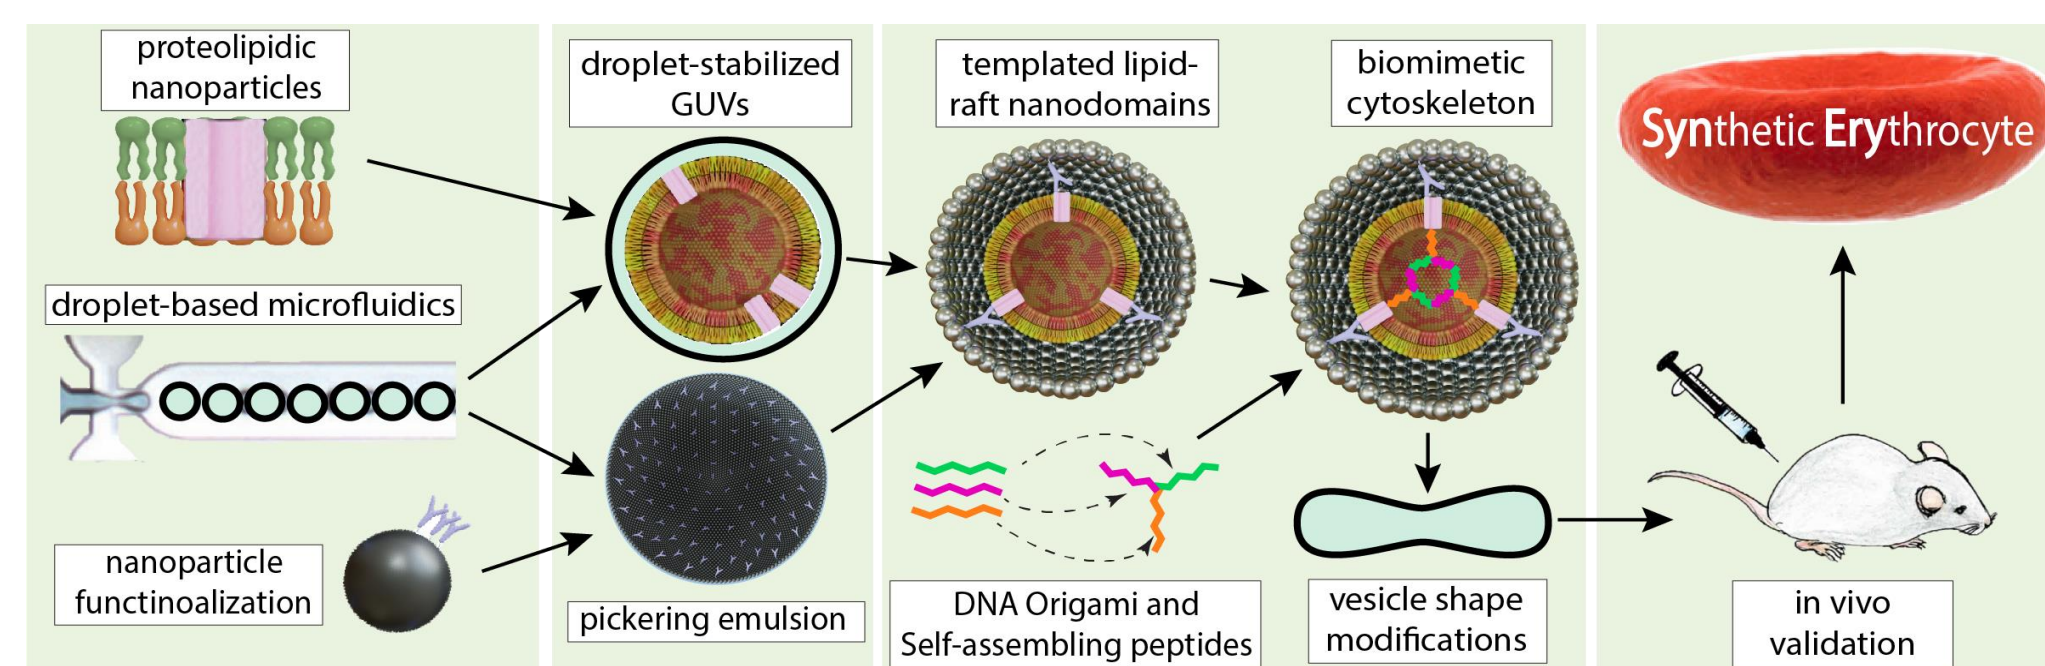 proteolipidic
nanoparticles
droplet-based microfluidics
nanoparticle
functinoalization
droplet-stabilized
GUVs
pickering emulsion
templated lipid-
raft nanodomains
DNA Origami and
Self-assembling peptides
biomimetic
cytoskeleton
vesicle shape
modifications
Synthetic Erythrocyte
in vivo
validation